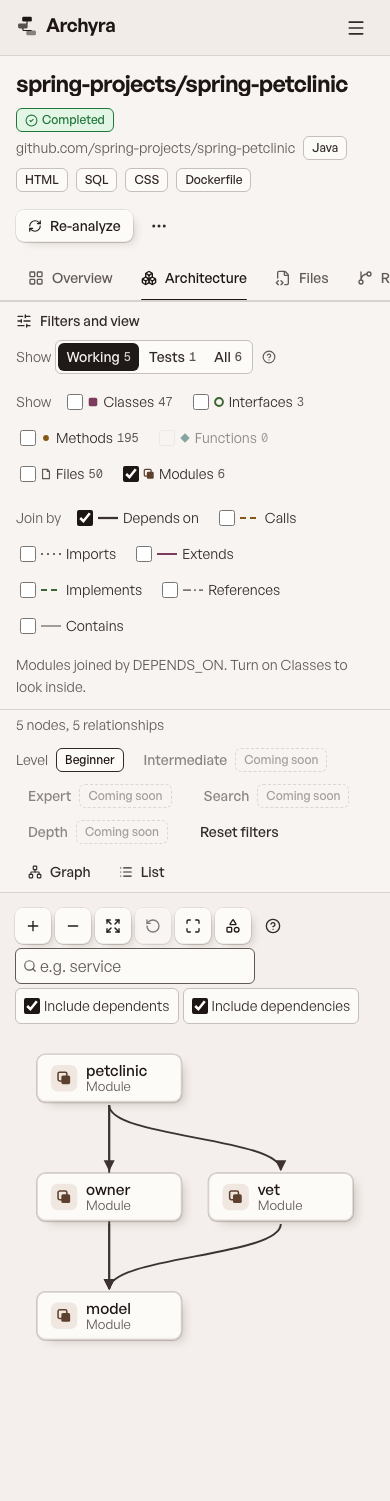 Archyra
spring-projects/spring-petclinic
Completed
github.com/spring-projects/spring-petclinic Java
HTML SQL CSS Dockerfile
Re-analyze
Overview Architecture Files R
Filters and view
Show Working 5 Tests 1 All 6
Show Classes 47 Interfaces 3
Methods 195 Functions 0
Files 50 Modules 6
Join by Depends on Calls
Imports Extends
Implements References
Contains
Modules joined by DEPENDS_ON. Turn on Classes to
look inside.
5 nodes, 5 relationships
Level Beginner Intermediate Coming soon
Expert Coming soon Search Coming soon
Depth Coming soon Reset filters
Graph List
e.g. service
Include dependents Include dependencies
petclinic
Module
owner
Module
vet
Module
model
Module